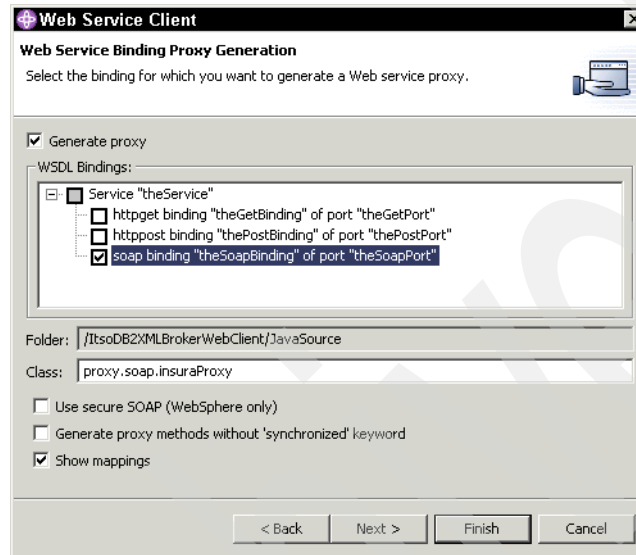 Web Service Client
Web Service Binding Proxy Generation
Select the binding for which you want to generate a Web service proxy.
Generate proxy
WSDL Bindings:
Service "theService"
httpget binding "theGetBinding" of port "theGetPort"
httppost binding "thePostBinding" of port "thePostPort"
soap binding "theSoapBinding" of port "theSoapPort"
Folder: /ItsoDB2XMLBrokerWebClient/JavaSource
Class: proxy.soap.insuraProxy
Use secure SOAP (WebSphere only)
Generate proxy methods without 'synchronized' keyword
Show mappings
< Back Next > Finish Cancel